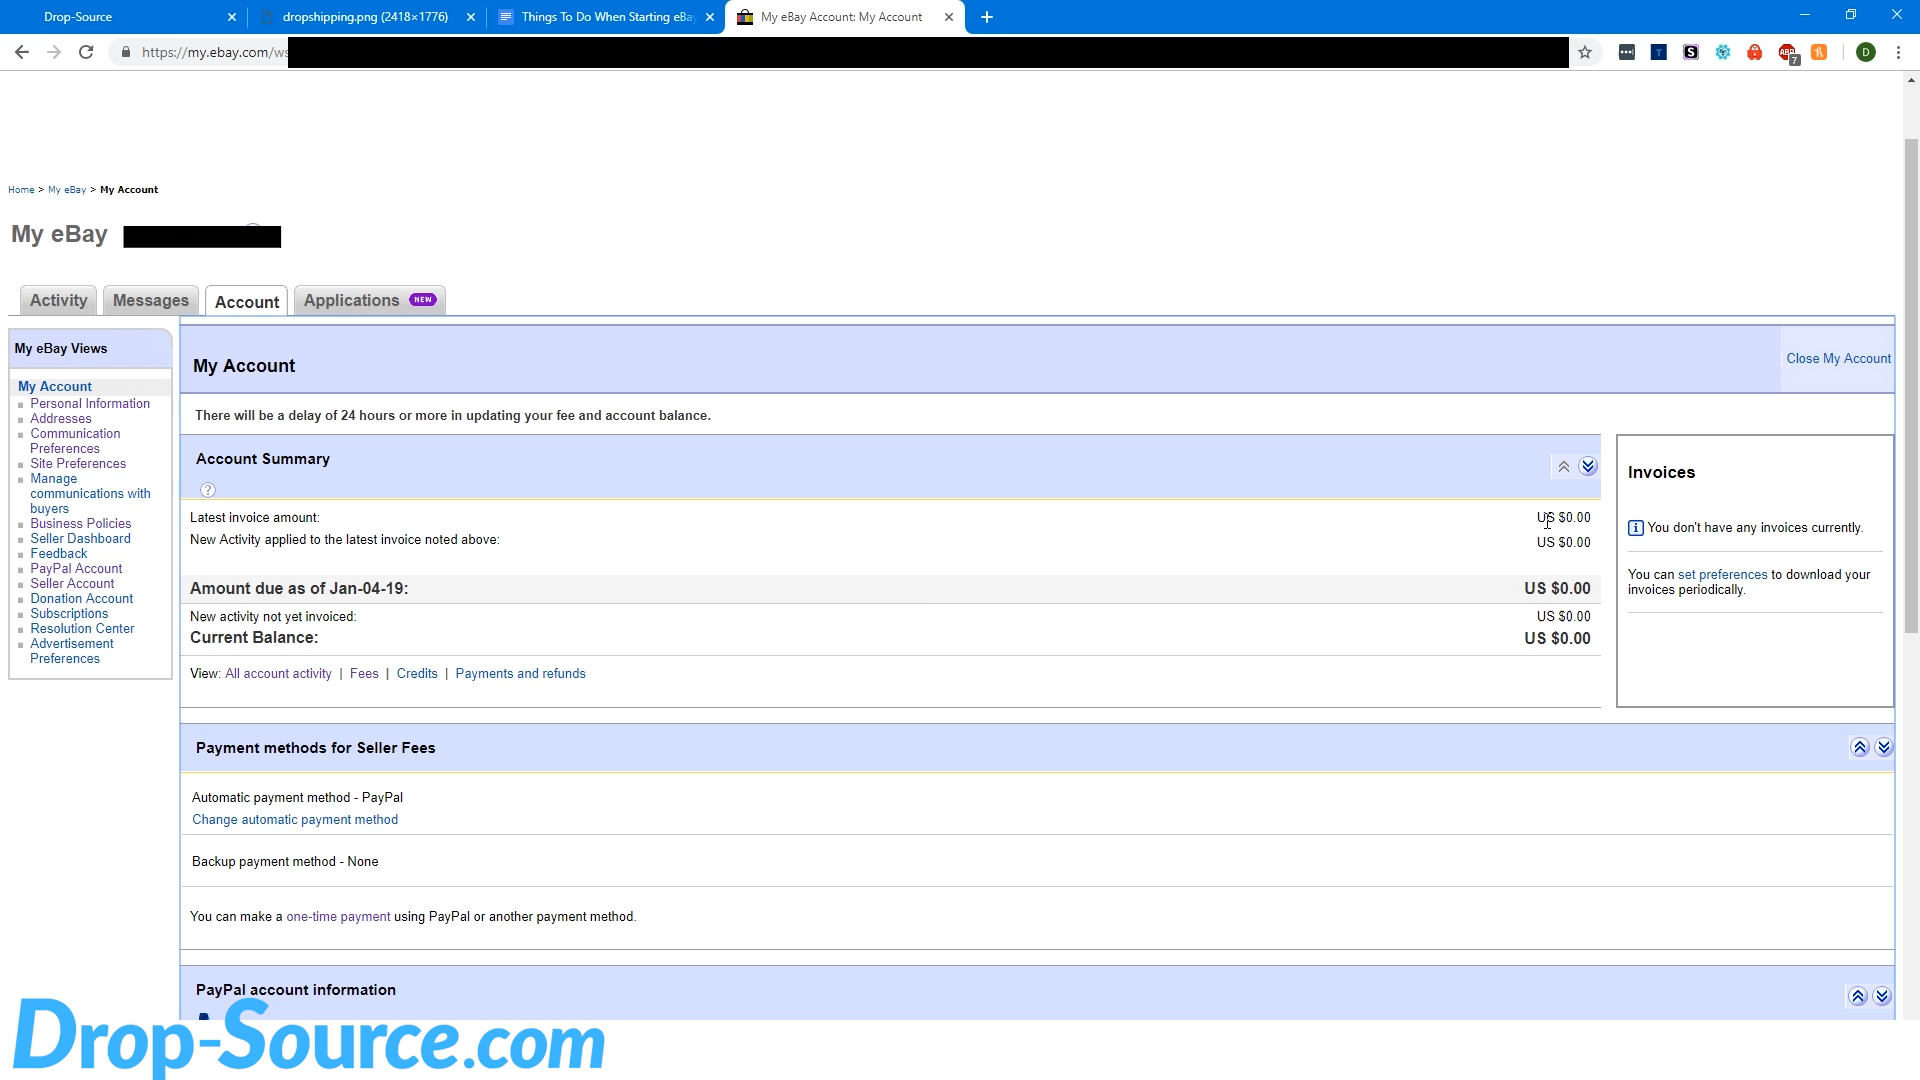 Drop-Source
dropshipping.png (2418×1776)
Things To Do When Starting eBa
My eBay Account: My Account
https://my.ebay.com/ws
ABP
7
D
Home > My eBay > My Account
My eBay
Activity
Messages
Account
Applications NEW
My eBay Views
My Account
Personal Information
Addresses
Communication
Preferences
Site Preferences
Manage
communications with
buyers
Business Policies
Seller Dashboard
Feedback
PayPal Account
Seller Account
Donation Account
Subscriptions
Resolution Center
Advertisement
Preferences
My Account
Close My Account
There will be a delay of 24 hours or more in updating your fee and account balance.
Account Summary
?
Latest invoice amount: US $0.00
New Activity applied to the latest invoice noted above: US $0.00
Amount due as of Jan-04-19: US $0.00
New activity not yet invoiced: US $0.00
Current Balance: US $0.00
View: All account activity | Fees | Credits | Payments and refunds
Invoices
You don't have any invoices currently.
You can set preferences to download your
invoices periodically.
Payment methods for Seller Fees
Automatic payment method - PayPal
Change automatic payment method
Backup payment method - None
You can make a one-time payment using PayPal or another payment method.
PayPal account information
Drop-Source.com